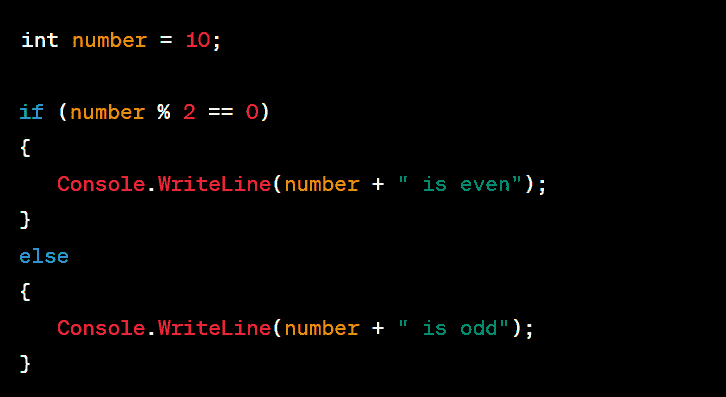 int number = 10;
if (number % 2 == 0)
{
Console.WriteLine(number + " is even");
}
else
{
Console.WriteLine(number + " is odd");
}